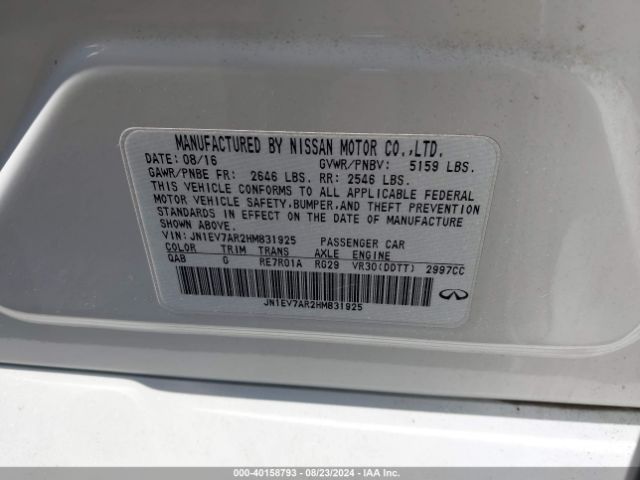 MANUFACTURED BY NISSAN MOTOR CO.,LTD.
DATE: 08/16 GVWR/PNBV: 5159 LBS.
GAWR/PNBE FR: 2646 LBS. RR: 2546 LBS.
THIS VEHICLE CONFORMS TO ALL APPLICABLE FEDERAL
MOTOR VEHICLE SAFETY,BUMPER,AND THEFT PREVENTION
STANDARDS IN EFFECT ON THE DATE OF MANUFACTURE
SHOWN ABOVE.
VIN: JN1EV7AR2HM831925 PASSENGER CAR
COLOR TRIM TRANS AXLE ENGINE
QAB G RE7R01A RG29 VR30(DDTT) 2997CC
JN1EV7AR2HM831925
000-40158793 - 08/23/2024 - IAA Inc.